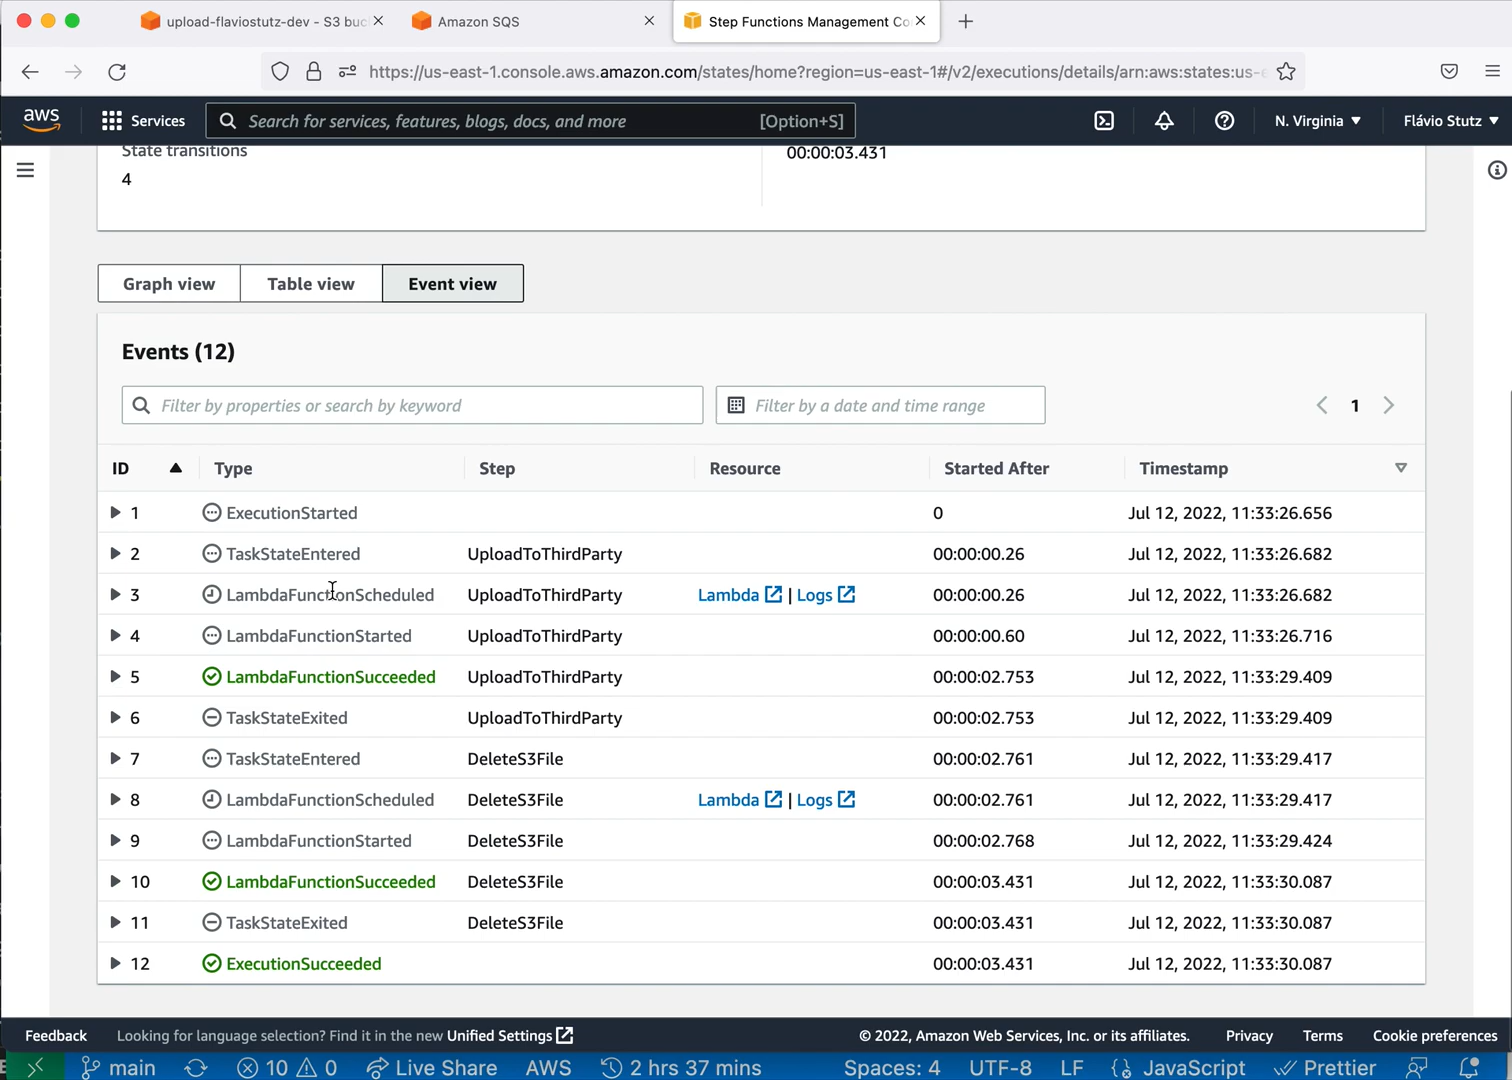 upload-flaviostutz-dev - S3 buc
Amazon SQS
Step Functions Management Co
https://us-east-1.console.aws.amazon.com/states/home?region=us-east-1#/v2/executions/details/arn:aws:states:us-e
aws
Services
Search for services, features, blogs, docs, and more
[Option+S]
N. Virginia
Flávio Stutz
State transitions
00:00:03.431
4
Graph view
Table view
Event view
Events (12)
Filter by properties or search by keyword
Filter by a date and time range
1
ID Type Step Resource Started After Timestamp
1 ExecutionStarted 0 Jul 12, 2022, 11:33:26.656
2 TaskStateEntered UploadToThirdParty 00:00:00.26 Jul 12, 2022, 11:33:26.682
3 LambdaFunctionScheduled UploadToThirdParty Lambda | Logs 00:00:00.26 Jul 12, 2022, 11:33:26.682
4 LambdaFunctionStarted UploadToThirdParty 00:00:00.60 Jul 12, 2022, 11:33:26.716
5 LambdaFunctionSucceeded UploadToThirdParty 00:00:02.753 Jul 12, 2022, 11:33:29.409
6 TaskStateExited UploadToThirdParty 00:00:02.753 Jul 12, 2022, 11:33:29.409
7 TaskStateEntered DeleteS3File 00:00:02.761 Jul 12, 2022, 11:33:29.417
8 LambdaFunctionScheduled DeleteS3File Lambda | Logs 00:00:02.761 Jul 12, 2022, 11:33:29.417
9 LambdaFunctionStarted DeleteS3File 00:00:02.768 Jul 12, 2022, 11:33:29.424
10 LambdaFunctionSucceeded DeleteS3File 00:00:03.431 Jul 12, 2022, 11:33:30.087
11 TaskStateExited DeleteS3File 00:00:03.431 Jul 12, 2022, 11:33:30.087
12 ExecutionSucceeded 00:00:03.431 Jul 12, 2022, 11:33:30.087
Feedback Looking for language selection? Find it in the new Unified Settings © 2022, Amazon Web Services, Inc. or its affiliates. Privacy Terms Cookie preferences
main 10 0 Live Share AWS 2 hrs 37 mins Spaces: 4 UTF-8 LF JavaScript Prettier